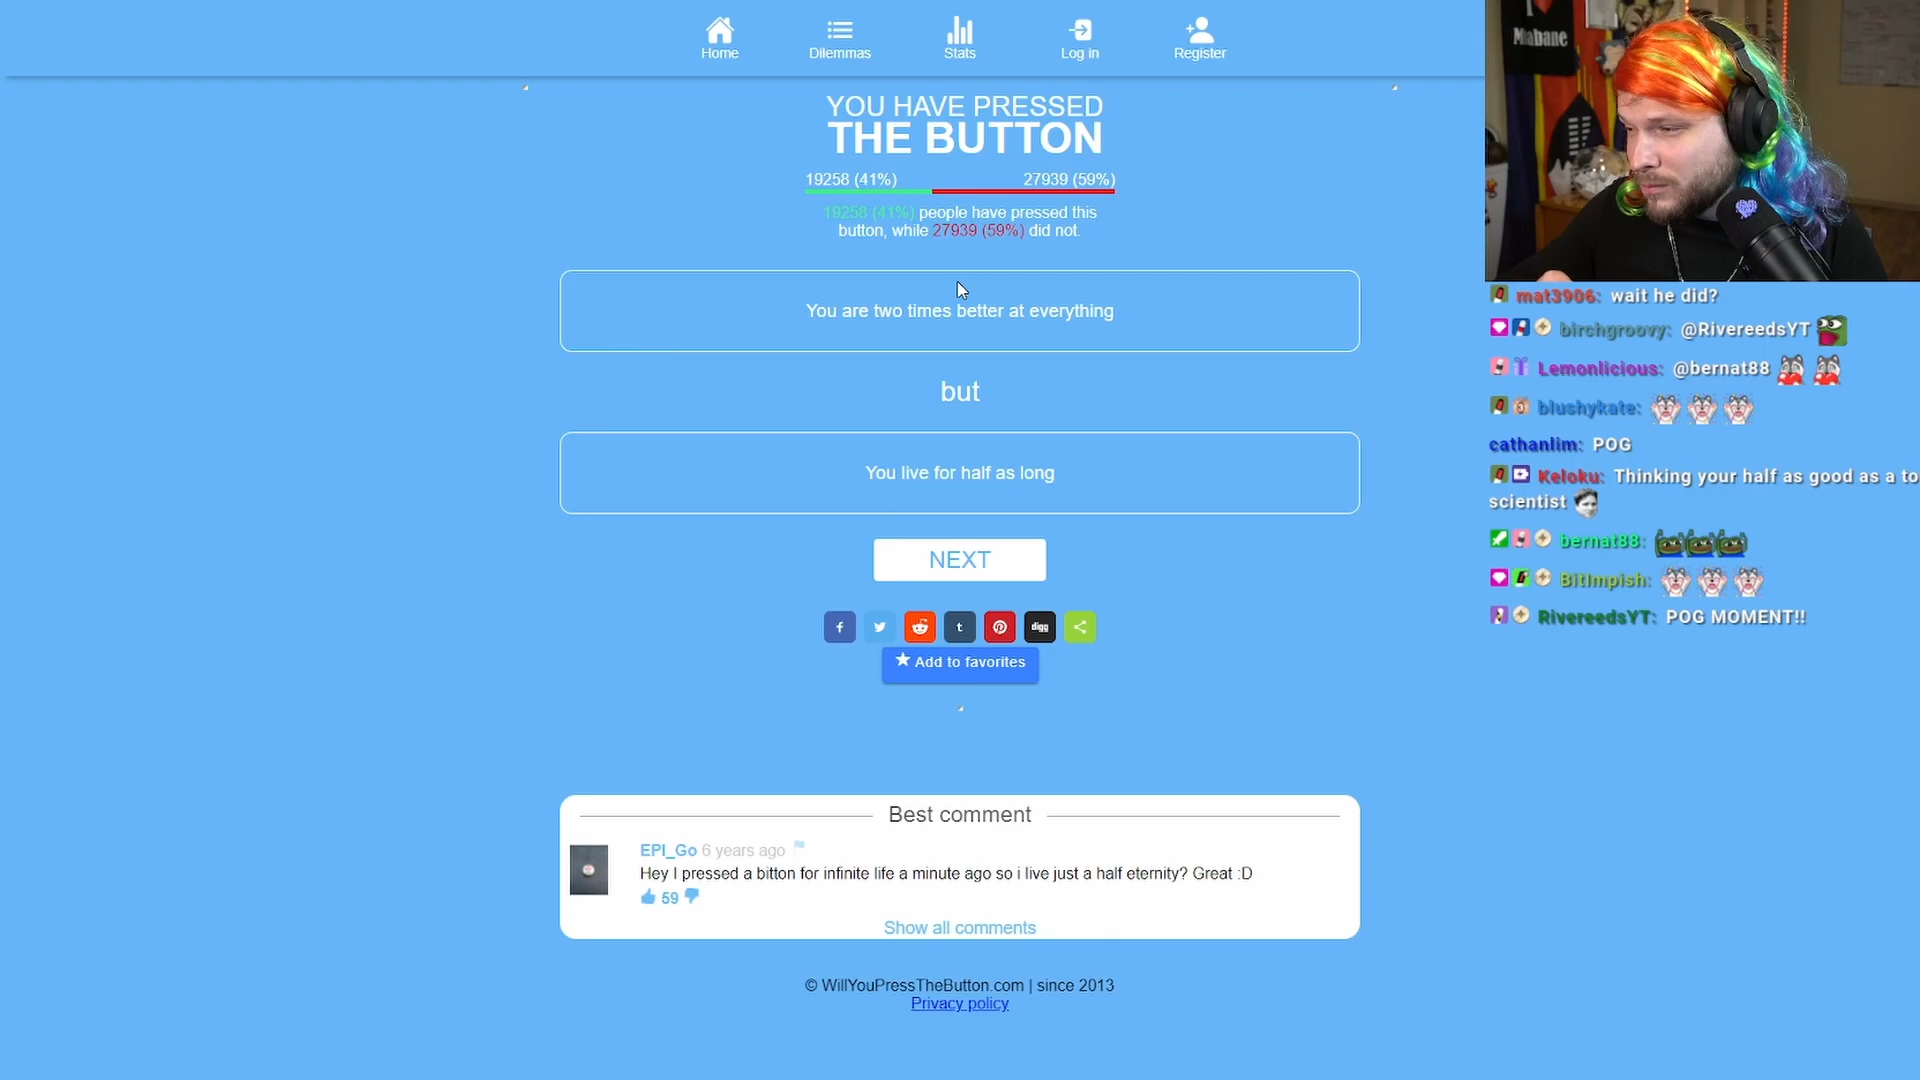 Home
Dilemmas
Stats
Log in
Register
YOU HAVE PRESSED
THE BUTTON
19258 (41%)
27939 (59%)
19258 (41%) people have pressed this
button, while 27939 (59%) did not.
You are two times better at everything
but
You live for half as long
NEXT
digg
Add to favorites
Best comment
EPI_Go 6 years ago
Hey I pressed a bitton for infinite life a minute ago so i live just a half eternity? Great :D
59
Show all comments
© WillYouPressTheButton.com | since 2013
Privacy policy
mat3906: wait he did?
birchgroovy: @RivereedsYT
Lemonlicious: @bernat88
blushykate:
cathanlim: POG
Keloku: Thinking your half as good as a to
scientist
bernat88:
BitImpish:
RivereedsYT: POG MOMENT!!